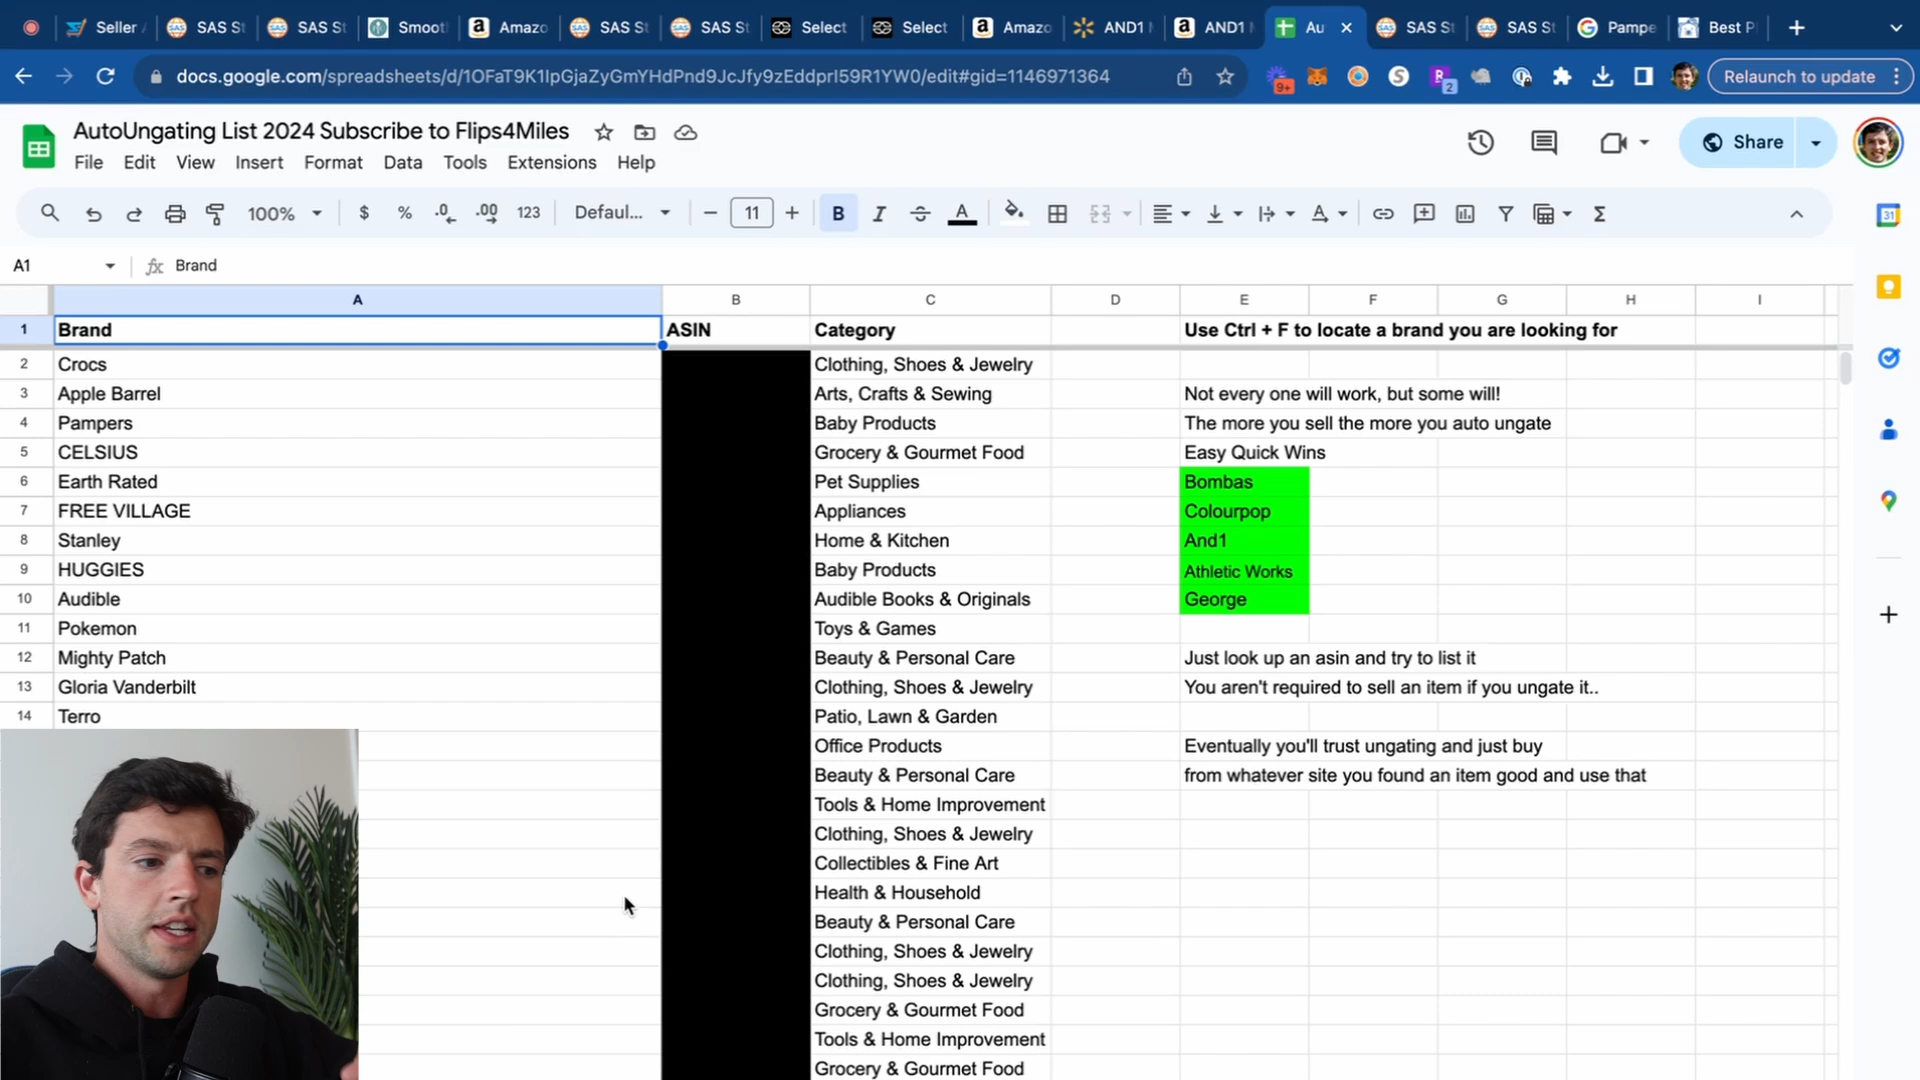 Seller
SAS St
SAS St
Smoot
Amazo
SAS St
SAS St
Select
Select
Amazo
AND1
AND1
Au
SAS St
SAS St
Pampe
Best P
docs.google.com/spreadsheets/d/1OFaT9K1lpGjaZyGmYHdPnd9JcJfy9zEddprI59R1YW0/edit#gid=1146971364
9+
2
Relaunch to update
AutoUngating List 2024 Subscribe to Flips4Miles
File Edit View Insert Format Data Tools Extensions Help
Share
100% $ % .0 .00 123 Defaul... 11 B I A
31
A1 fx Brand
A B C D E F G H I
1 Brand ASIN Category Use Ctrl + F to locate a brand you are looking for
2 Crocs Clothing, Shoes & Jewelry
3 Apple Barrel Arts, Crafts & Sewing Not every one will work, but some will!
4 Pampers Baby Products The more you sell the more you auto ungate
5 CELSIUS Grocery & Gourmet Food Easy Quick Wins
6 Earth Rated Pet Supplies Bombas
7 FREE VILLAGE Appliances Colourpop
8 Stanley Home & Kitchen And1
9 HUGGIES Baby Products Athletic Works
10 Audible Audible Books & Originals George
11 Pokemon Toys & Games
12 Mighty Patch Beauty & Personal Care Just look up an asin and try to list it
13 Gloria Vanderbilt Clothing, Shoes & Jewelry You aren't required to sell an item if you ungate it..
14 Terro Patio, Lawn & Garden
Office Products Eventually you'll trust ungating and just buy
Beauty & Personal Care from whatever site you found an item good and use that
Tools & Home Improvement
Clothing, Shoes & Jewelry
Collectibles & Fine Art
Health & Household
Beauty & Personal Care
Clothing, Shoes & Jewelry
Clothing, Shoes & Jewelry
Grocery & Gourmet Food
Tools & Home Improvement
Grocery & Gourmet Food